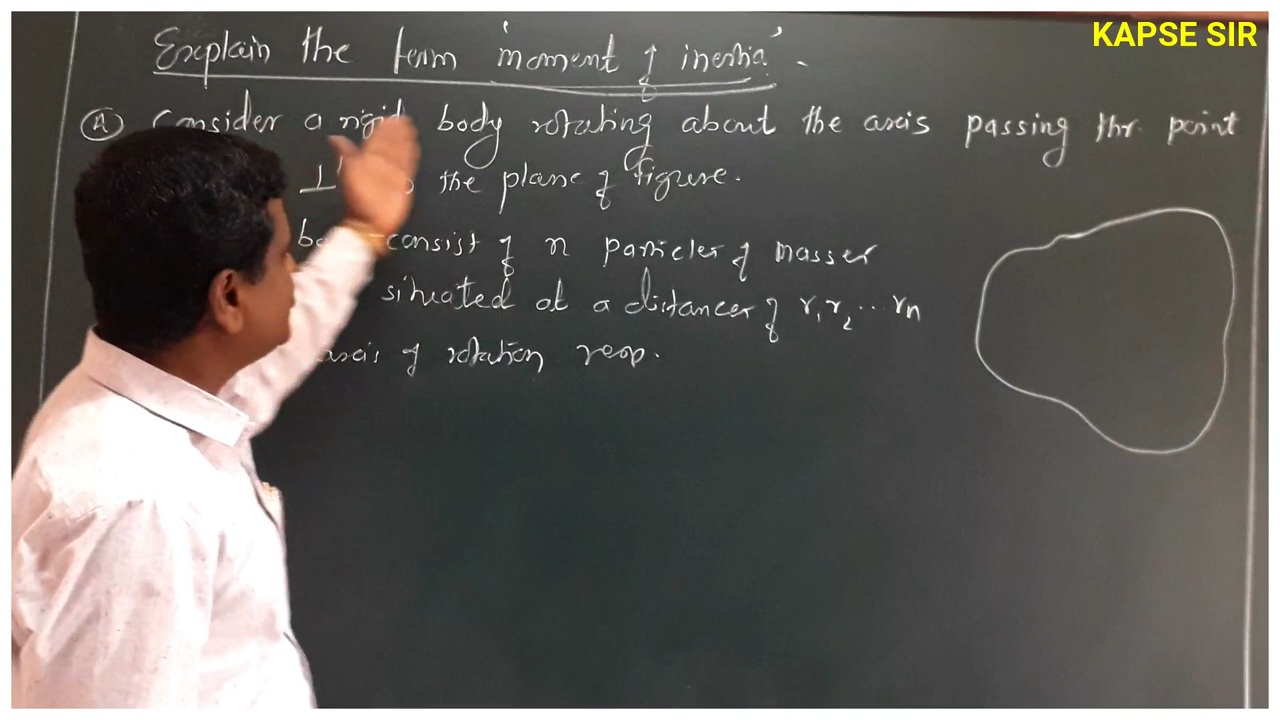 KAPSE SIR
Explain the term 'moment of inertia'.
(A) Consider a rigid body rotating about the axis passing thr. point
⊥ the plane of figure.
consist of n particles of masses
situated at a distances of r₁, r₂ ... rn
axis of rotation resp.